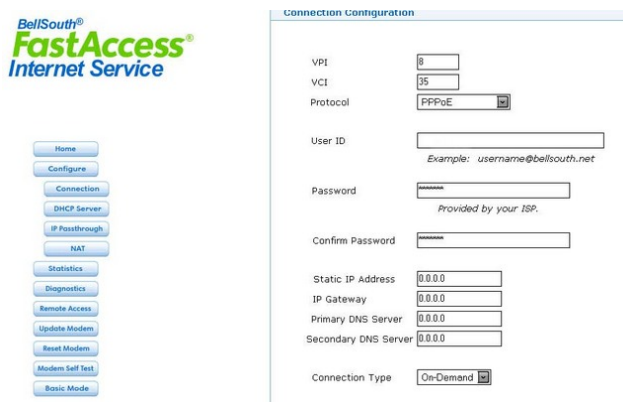 BellSouth®
FastAccess®
Internet Service
Home
Configure
Connection
DHCP Server
IP Passthrough
NAT
Statistics
Diagnostics
Remote Access
Update Modem
Reset Modem
Modem Self Test
Basic Mode
Connection Configuration
VPI 8
VCI 35
Protocol PPPoE
User ID
Example: username@bellsouth.net
Password *******
Provided by your ISP.
Confirm Password *******
Static IP Address 0.0.0.0
IP Gateway 0.0.0.0
Primary DNS Server 0.0.0.0
Secondary DNS Server 0.0.0.0
Connection Type On-Demand